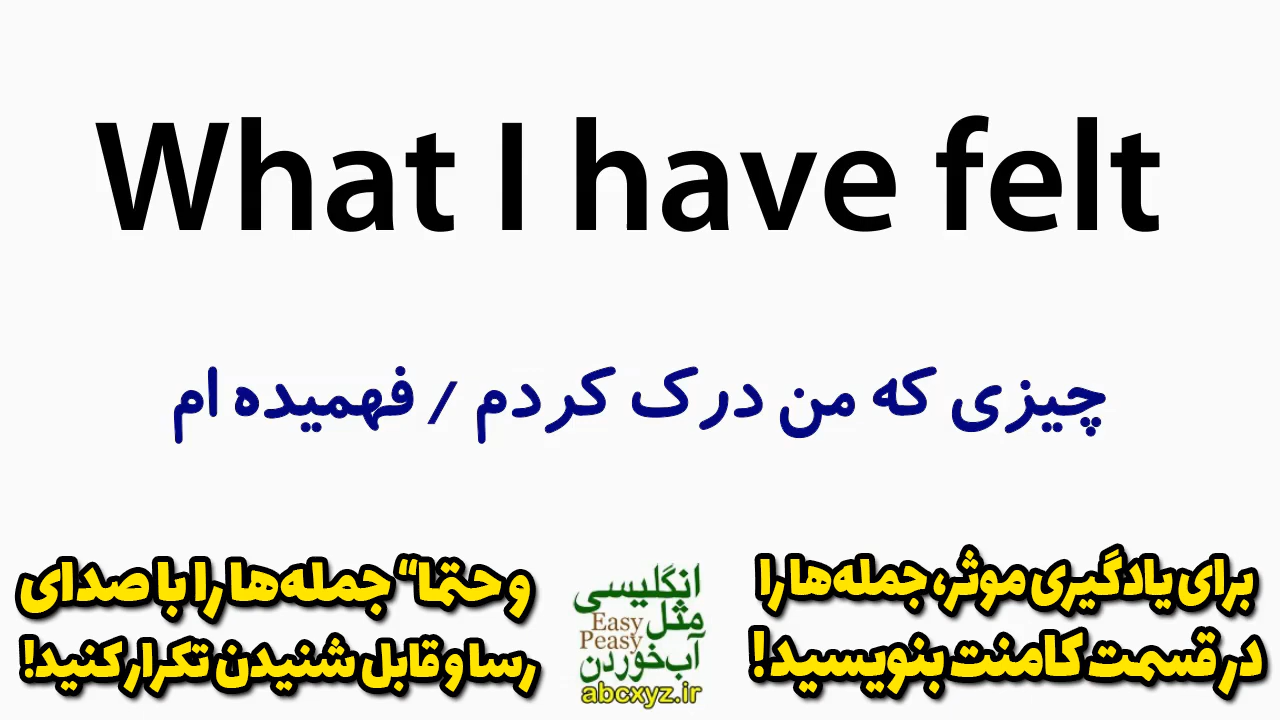 What I have felt
چیزی که من درک کردم / فهمیده ام
برای یادگیری موثر، جمله‌ها را
در قسمت کامنت بنویسید!
و حتما“ جمله‌ها را با صدای
رسا و قابل شنیدن تکرار کنید!
انگلیسی
مثل
Easy
Peasy
آب‌خوردن
abcxyz.ir